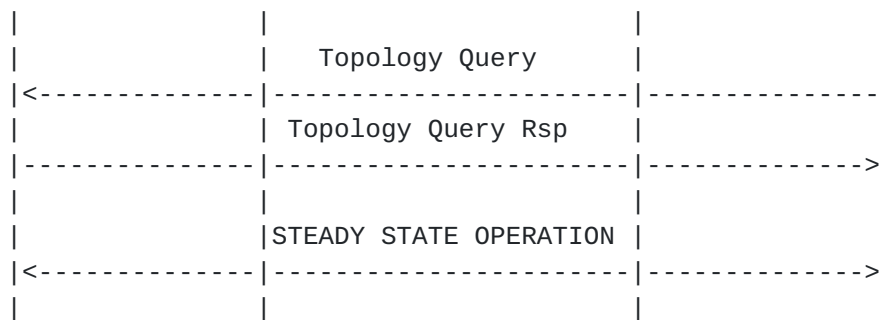 |               |                       |
|               |   Topology Query      |
|<--------------|-----------------------|---------------
|               | Topology Query Rsp    |
|---------------|-----------------------|-------------->
|               |                       |
|               |STEADY STATE OPERATION |
|<--------------|-----------------------|-------------->
|               |                       |